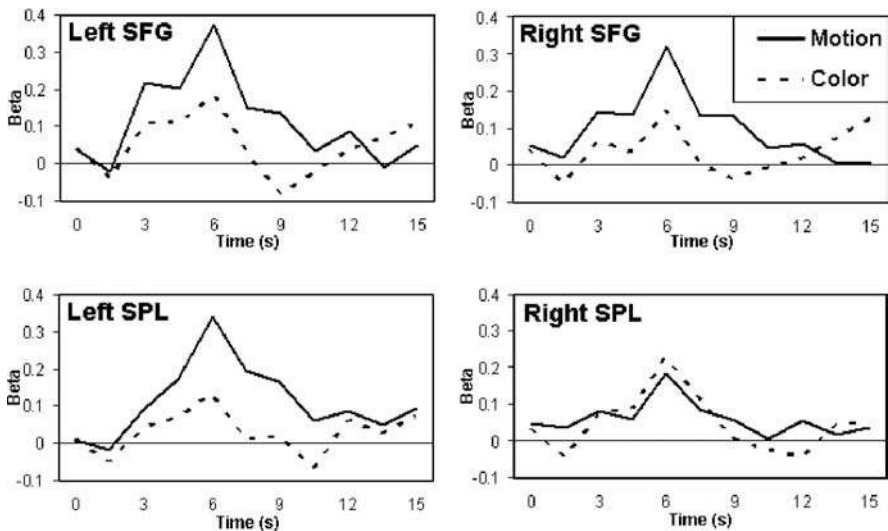 Left SFG
0.4
0.3
0.2
0.1
0
-0.1
Beta
0 3 6 9 12 15
Time (s)
Right SFG
Motion
Color
0.4
0.3
0.2
0.1
0
-0.1
Beta
0 3 6 9 12 15
Time (s)
Left SPL
0.4
0.3
0.2
0.1
0
-0.1
Beta
0 3 6 9 12 15
Time (s)
Right SPL
0.4
0.3
0.2
0.1
0
-0.1
Beta
0 3 6 9 12 15
Time (s)